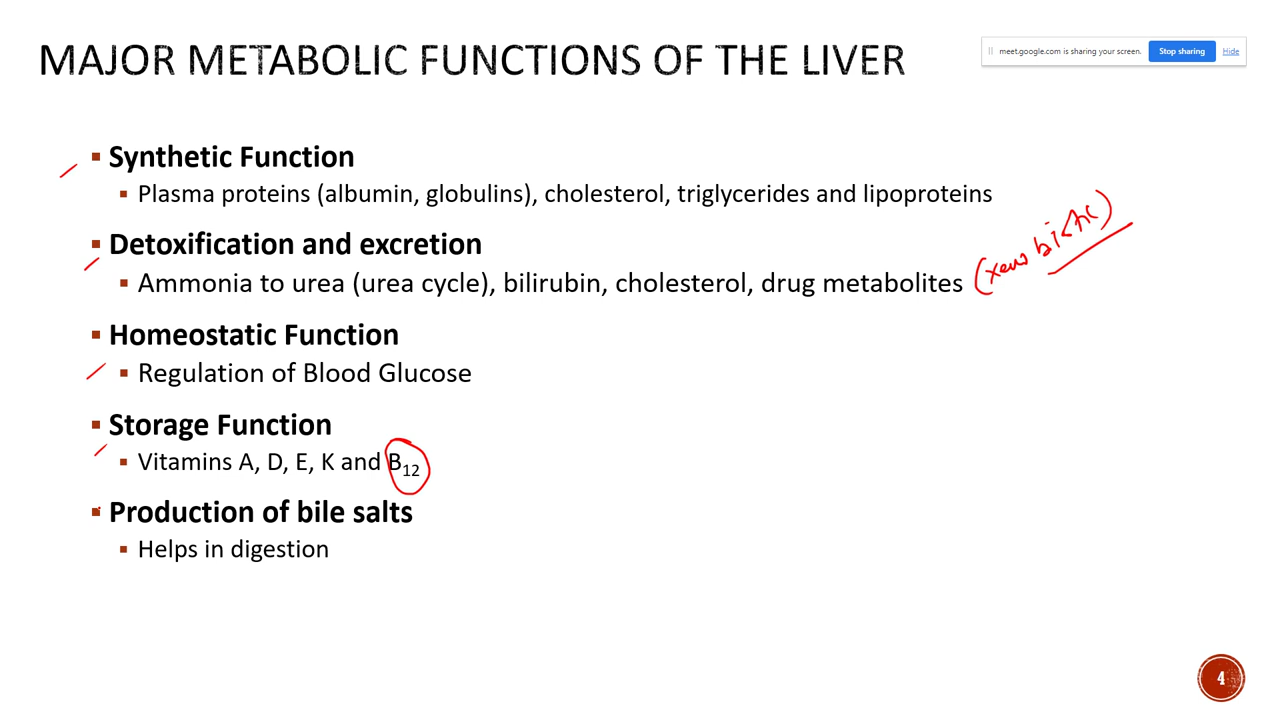 MAJOR METABOLIC FUNCTIONS OF THE LIVER
meet.google.com is sharing your screen. Stop sharing Hide
Synthetic Function
Plasma proteins (albumin, globulins), cholesterol, triglycerides and lipoproteins
Detoxification and excretion
Ammonia to urea (urea cycle), bilirubin, cholesterol, drug metabolites
Homeostatic Function
Regulation of Blood Glucose
Storage Function
Vitamins A, D, E, K and B₁₂
Production of bile salts
Helps in digestion
4